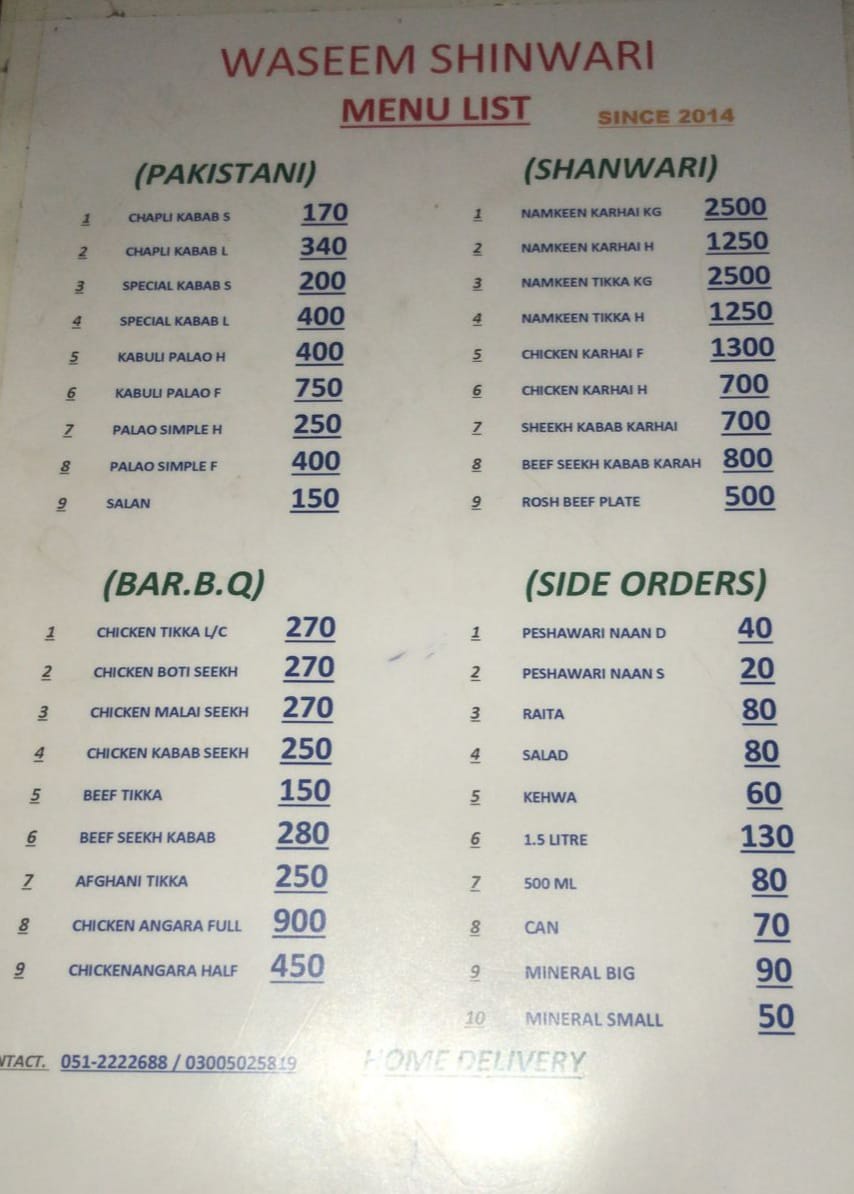 WASEEM SHINWARI
MENU LIST
SINCE 2014
(PAKISTANI)
1 CHAPLI KABAB S 170
2 CHAPLI KABAB L 340
3 SPECIAL KABAB S 200
4 SPECIAL KABAB L 400
5 KABULI PALAO H 400
6 KABULI PALAO F 750
7 PALAO SIMPLE H 250
8 PALAO SIMPLE F 400
9 SALAN 150
(SHANWARI)
1 NAMKEEN KARHAI KG 2500
2 NAMKEEN KARHAI H 1250
3 NAMKEEN TIKKA KG 2500
4 NAMKEEN TIKKA H 1250
5 CHICKEN KARHAI F 1300
6 CHICKEN KARHAI H 700
7 SHEEKH KABAB KARHAI 700
8 BEEF SEEKH KABAB KARAH 800
9 ROSH BEEF PLATE 500
(BAR.B.Q)
1 CHICKEN TIKKA L/C 270
2 CHICKEN BOTI SEEKH 270
3 CHICKEN MALAI SEEKH 270
4 CHICKEN KABAB SEEKH 250
5 BEEF TIKKA 150
6 BEEF SEEKH KABAB 280
7 AFGHANI TIKKA 250
8 CHICKEN ANGARA FULL 900
9 CHICKENANGARA HALF 450
(SIDE ORDERS)
1 PESHAWARI NAAN D 40
2 PESHAWARI NAAN S 20
3 RAITA 80
4 SALAD 80
5 KEHWA 60
6 1.5 LITRE 130
7 500 ML 80
8 CAN 70
9 MINERAL BIG 90
10 MINERAL SMALL 50
NTACT. 051-2222688 / 03005025819
HOME DELIVERY